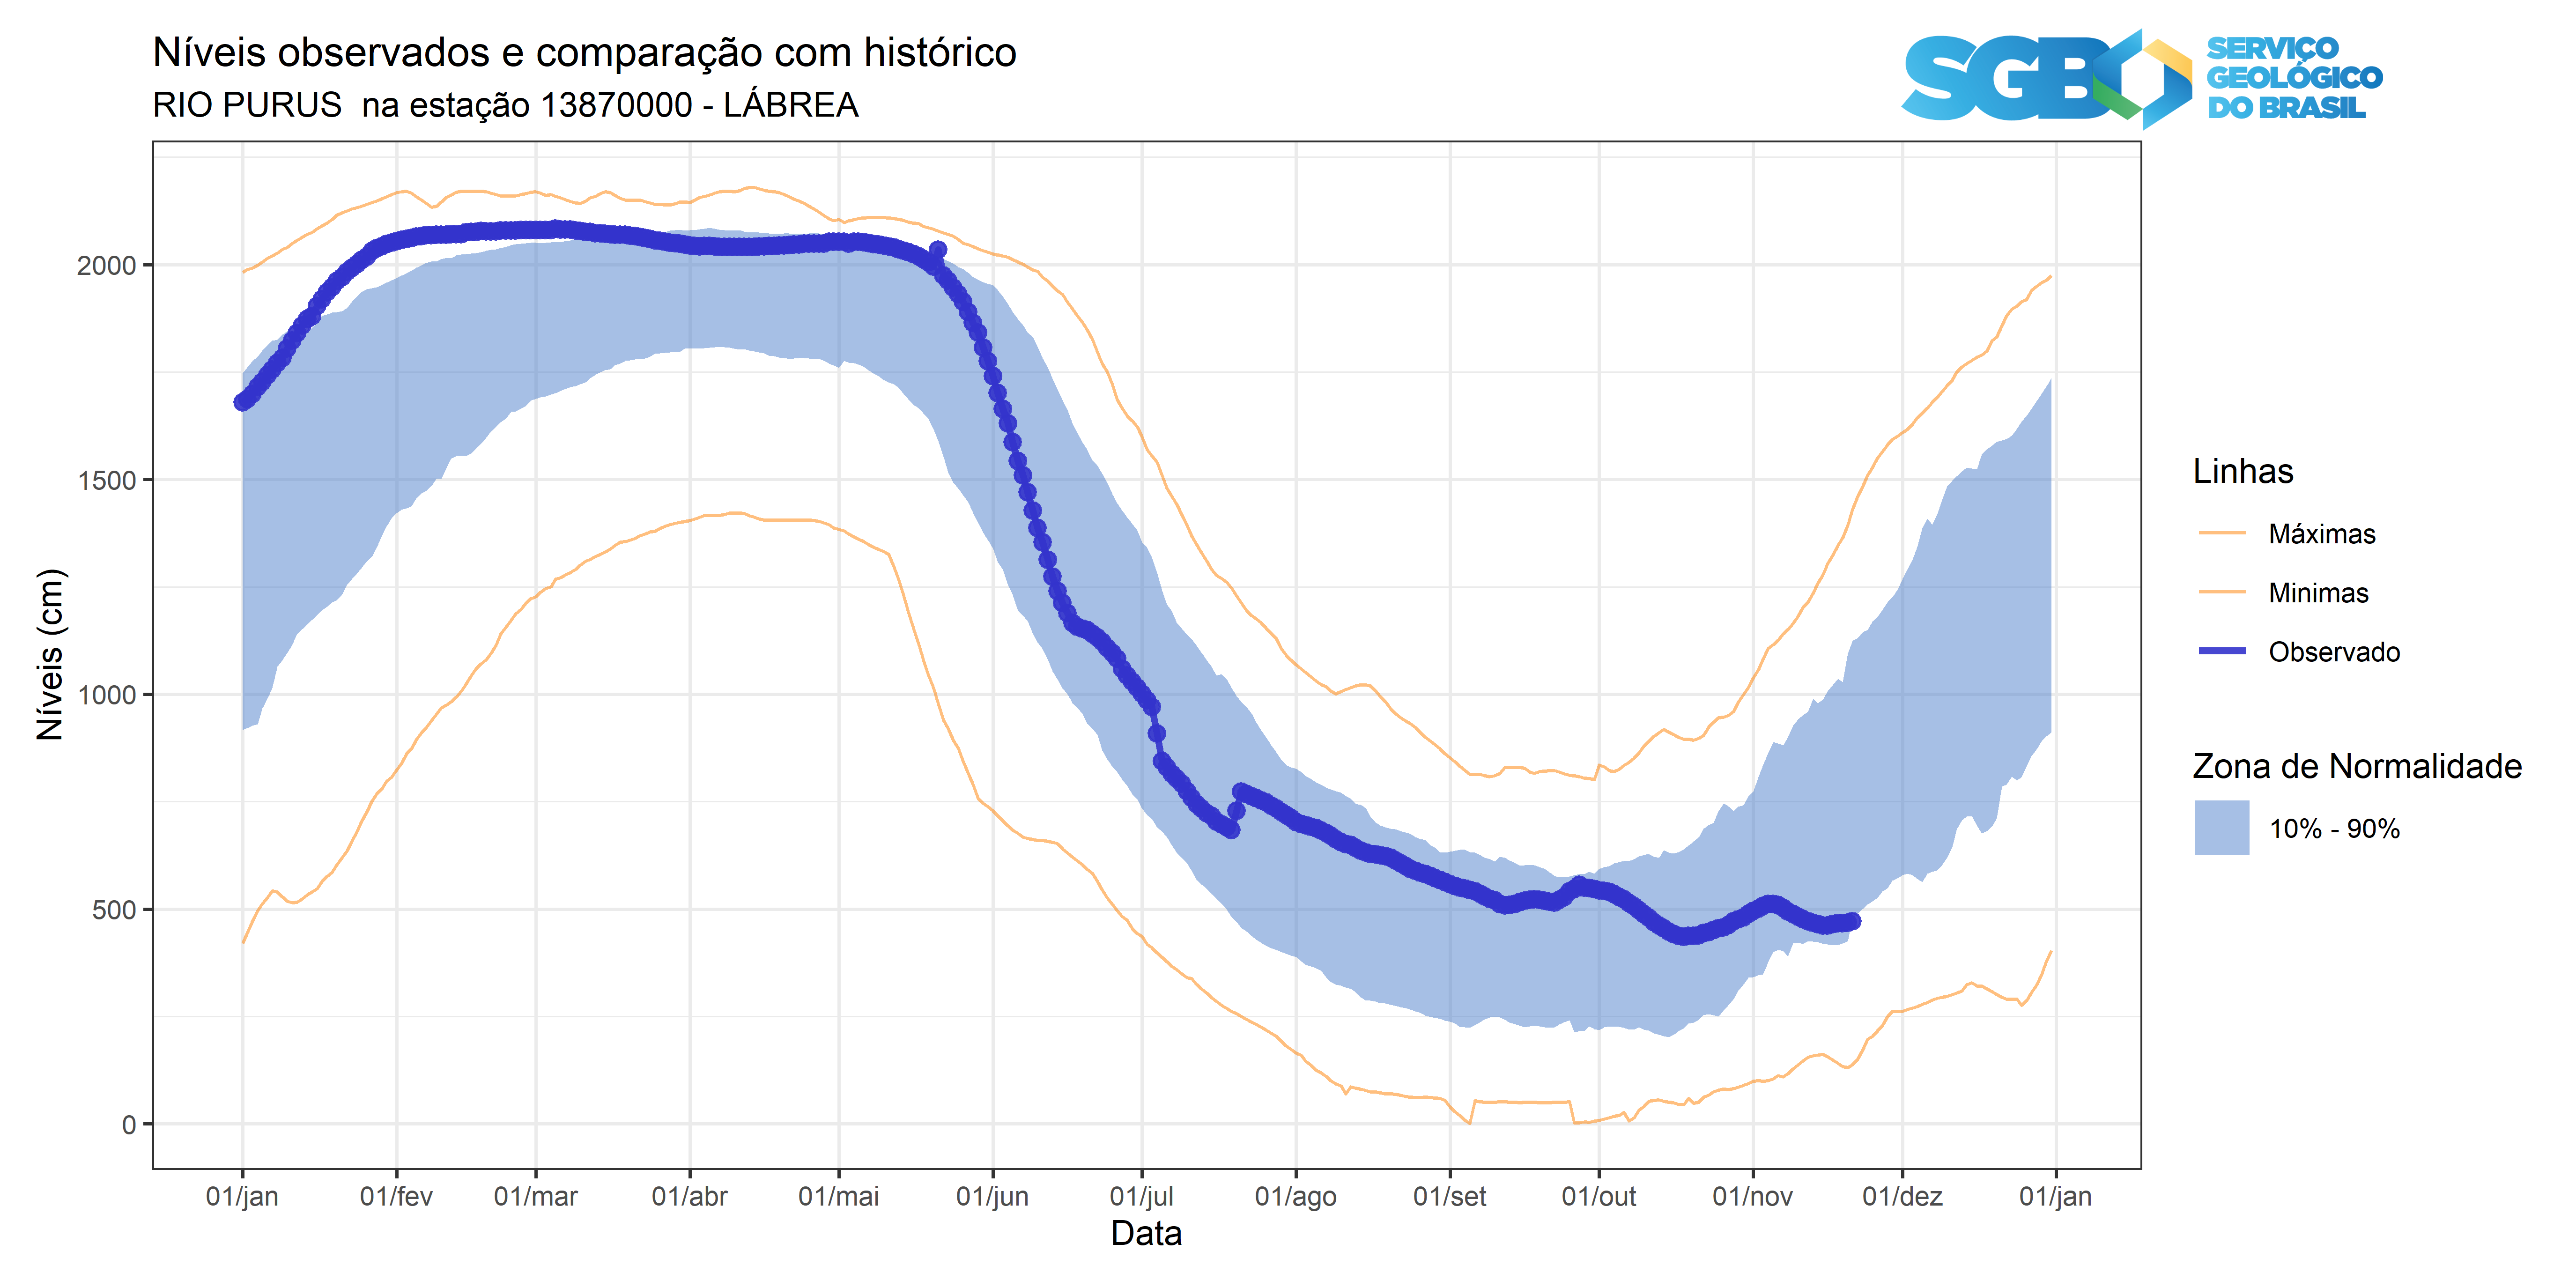 Níveis observados e comparação com histórico
RIO PURUS  na estação 13870000 - LÁBREA
SGB
SERVIÇO
GEOLÓGICO
DO BRASIL
Níveis (cm)
2000
1500
1000
500
0
01/jan
01/fev
01/mar
01/abr
01/mai
01/jun
01/jul
01/ago
01/set
01/out
01/nov
01/dez
01/jan
Data
Linhas
Máximas
Minimas
Observado
Zona de Normalidade
10% - 90%